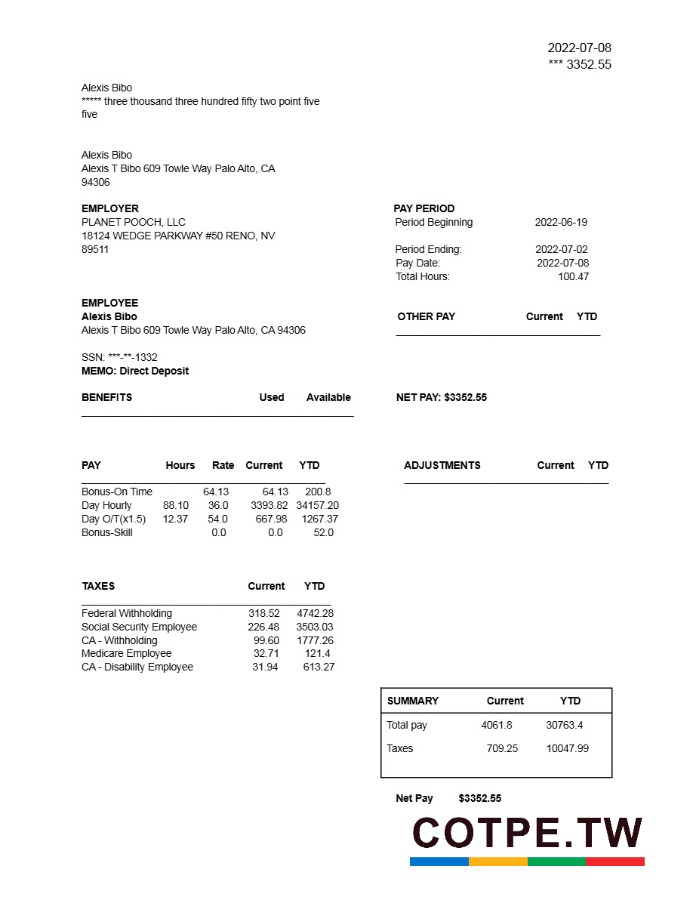 2022-07-08
*** 3352.55
Alexis Bibo
***** three thousand three hundred fifty two point five
five
Alexis Bibo
Alexis T Bibo 609 Towle Way Palo Alto, CA
94306
EMPLOYER
PLANET POOCH, LLC
18124 WEDGE PARKWAY #50 RENO, NV
89511
PAY PERIOD
Period Beginning 2022-06-19
Period Ending: 2022-07-02
Pay Date: 2022-07-08
Total Hours: 100.47
EMPLOYEE
Alexis Bibo
Alexis T Bibo 609 Towle Way Palo Alto, CA 94306
OTHER PAY Current YTD
SSN: ***-**-1332
MEMO: Direct Deposit
BENEFITS Used Available
NET PAY: $3352.55
PAY Hours Rate Current YTD
Bonus-On Time 64.13 64.13 200.8
Day Hourly 88.10 36.0 3393.82 34157.20
Day O/T(x1.5) 12.37 54.0 667.98 1267.37
Bonus-Skill 0.0 0.0 52.0
ADJUSTMENTS Current YTD
TAXES Current YTD
Federal Withholding 318.52 4742.28
Social Security Employee 226.48 3503.03
CA - Withholding 99.60 1777.26
Medicare Employee 32.71 121.4
CA - Disability Employee 31.94 613.27
SUMMARY Current YTD
Total pay 4061.8 30763.4
Taxes 709.25 10047.99
Net Pay $3352.55
COTPE.TW